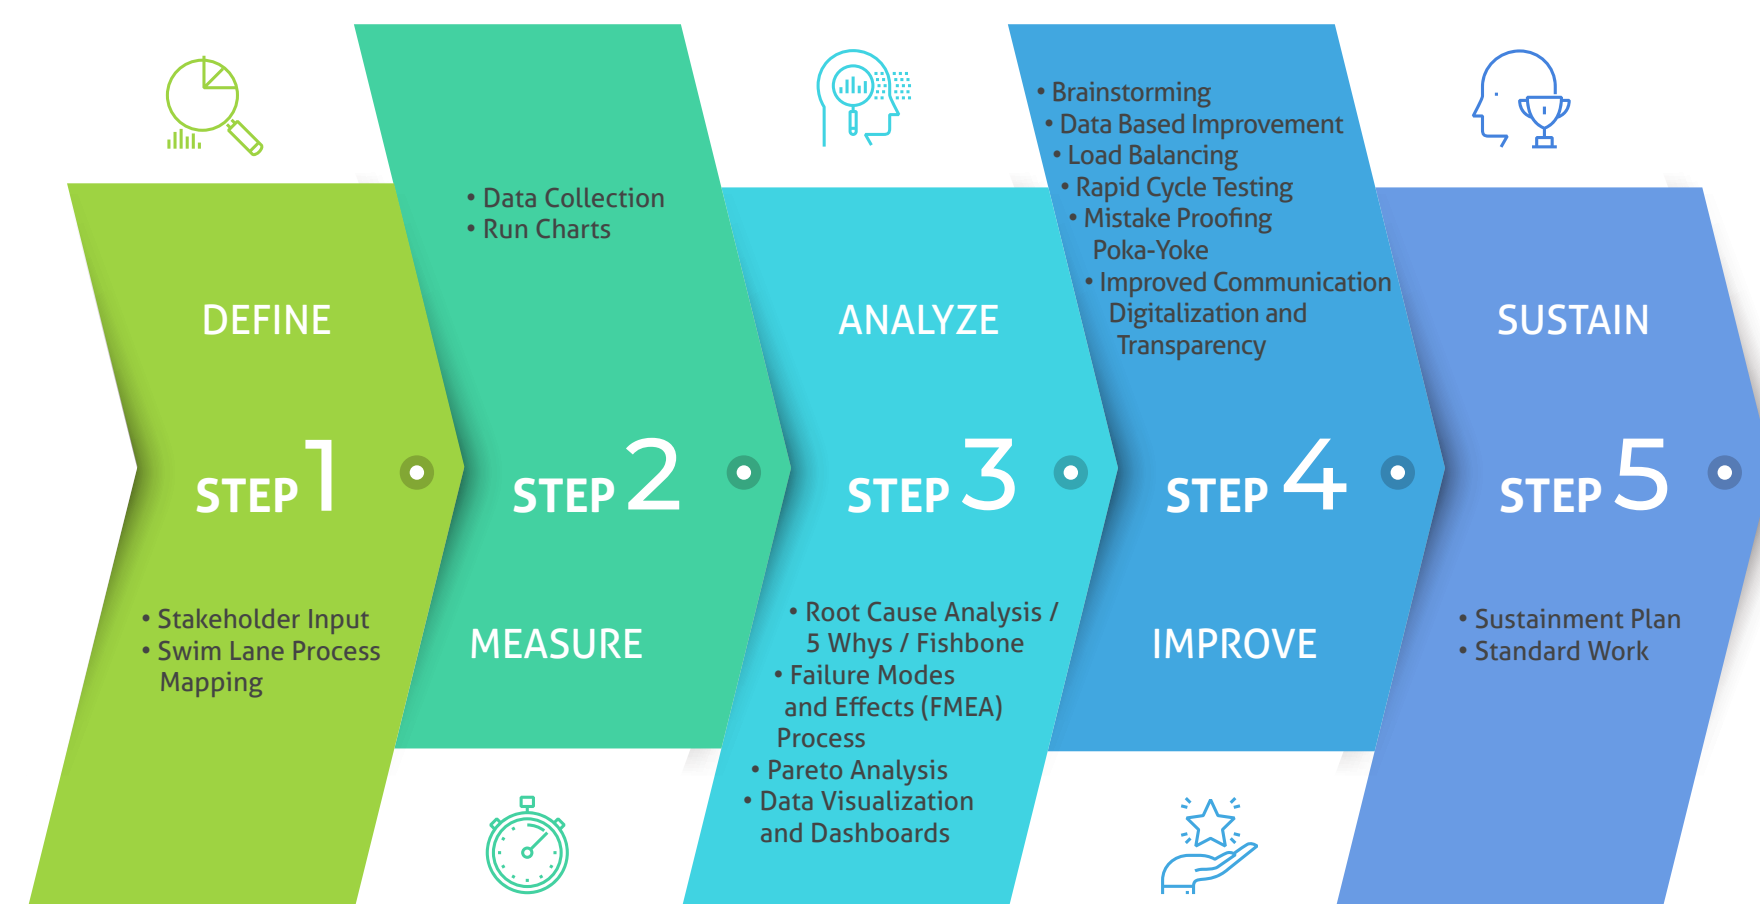 DEFINE
STEP 1
• Stakeholder Input
• Swim Lane Process
Mapping
• Data Collection
• Run Charts
STEP 2
MEASURE
ANALYZE
STEP 3
• Root Cause Analysis /
5 Whys / Fishbone
• Failure Modes
and Effects (FMEA)
Process
• Pareto Analysis
• Data Visualization
and Dashboards
• Brainstorming
• Data Based Improvement
• Load Balancing
• Rapid Cycle Testing
• Mistake Proofing
Poka-Yoke
• Improved Communication
Digitalization and
Transparency
STEP 4
IMPROVE
SUSTAIN
STEP 5
• Sustainment Plan
• Standard Work